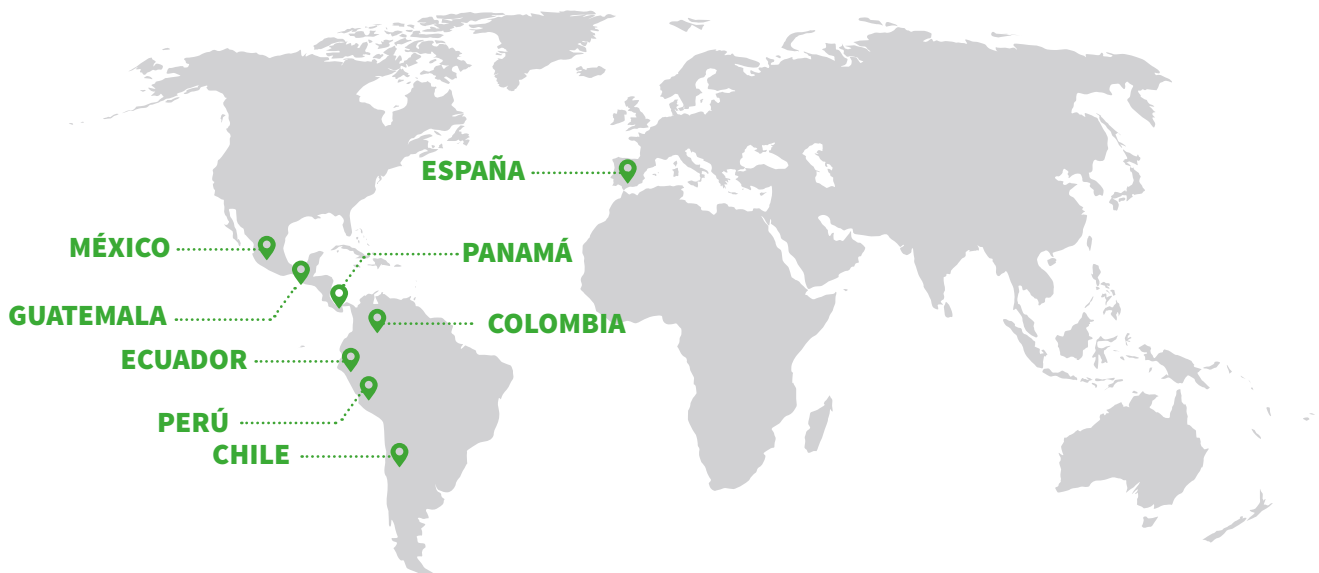 ESPAÑA
MÉXICO
PANAMÁ
GUATEMALA
COLOMBIA
ECUADOR
PERÚ
CHILE